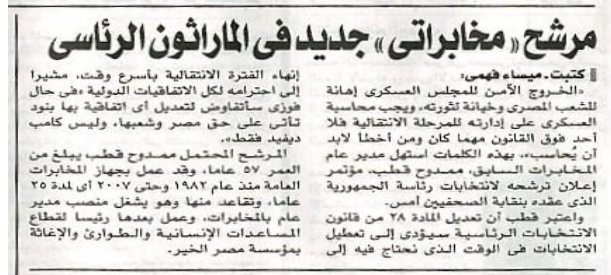 مرشح «مخابراتى» جديد فى الماراثون الرئاسى
كتبت ـ ميساء فهمى:
«الخروج الآمن للمجلس العسكرى إهانة
للشعب المصرى وخيانة لثورته، ويجب محاسبة
العسكرى على إدارته للمرحلة الانتقالية فلا
أحد فوق القانون مهما كان ومن أخطأ لابد
أن يُحاسب»، بهذه الكلمات استهل مدير عام
المخابرات السابق، ممدوح قطب، مؤتمر
إعلان ترشحه لانتخابات رئاسة الجمهورية
الذى عقده بنقابة الصحفيين أمس.
واعتبر قطب أن تعديل المادة ٢٨ من قانون
الانتخابات الرئاسية سيؤدى إلى تعطيل
الانتخابات فى الوقت الذى نحتاج فيه إلى
إنهاء الفترة الانتقالية بأسرع وقت، مشيرا
إلى احترامه لكل الاتفاقيات الدولية «فى حال
فوزى سأتفاوض لتعديل أى اتفاقية بها بنود
تأتى على حق مصر وشعبها، وليس كامب
ديفيد فقط».
المرشح المحتمل ممدوح قطب يبلغ من
العمر ٥٧ عاما، وقد عمل بجهاز المخابرات
العامة منذ عام ١٩٨٢ وحتى ٢٠٠٧ أى لمدة ٢٥
عاما، وتقاعد منها وهو يشغل منصب مدير
عام بالمخابرات، وعمل بعدها رئيسا لقطاع
المساعدات الإنسانية والطوارئ والإغاثة
بمؤسسة مصر الخير.